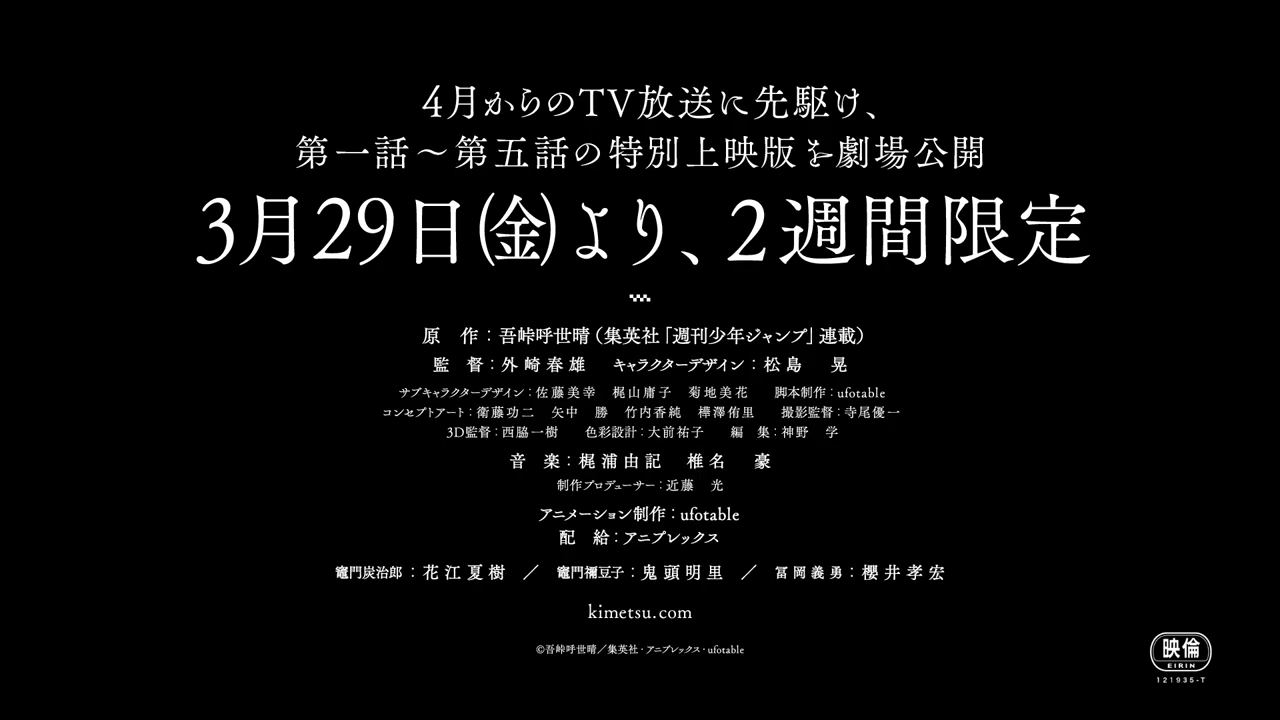 4月からのTV放送に先駆け、
第一話～第五話の特別上映版を劇場公開
3月29日㈮より、2週間限定
原　作：吾峠呼世晴（集英社「週刊少年ジャンプ」連載）
監　督：外崎春雄　キャラクターデザイン：松島　晃
サブキャラクターデザイン：佐藤美幸　梶山庸子　菊地美花　脚本制作：ufotable
コンセプトアート：衛藤功二　矢中　勝　竹内香純　樺澤侑里　撮影監督：寺尾優一
3D監督：西脇一樹　色彩設計：大前祐子　編　集：神野　学
音　楽：梶浦由記　椎名　豪
制作プロデューサー：近藤　光
アニメーション制作：ufotable
配　給：アニプレックス
竈門炭治郎：花江夏樹　／　竈門禰豆子：鬼頭明里　／　冨岡義勇：櫻井孝宏
kimetsu.com
©吾峠呼世晴／集英社・アニプレックス・ufotable
映倫
EIRIN
121935-T